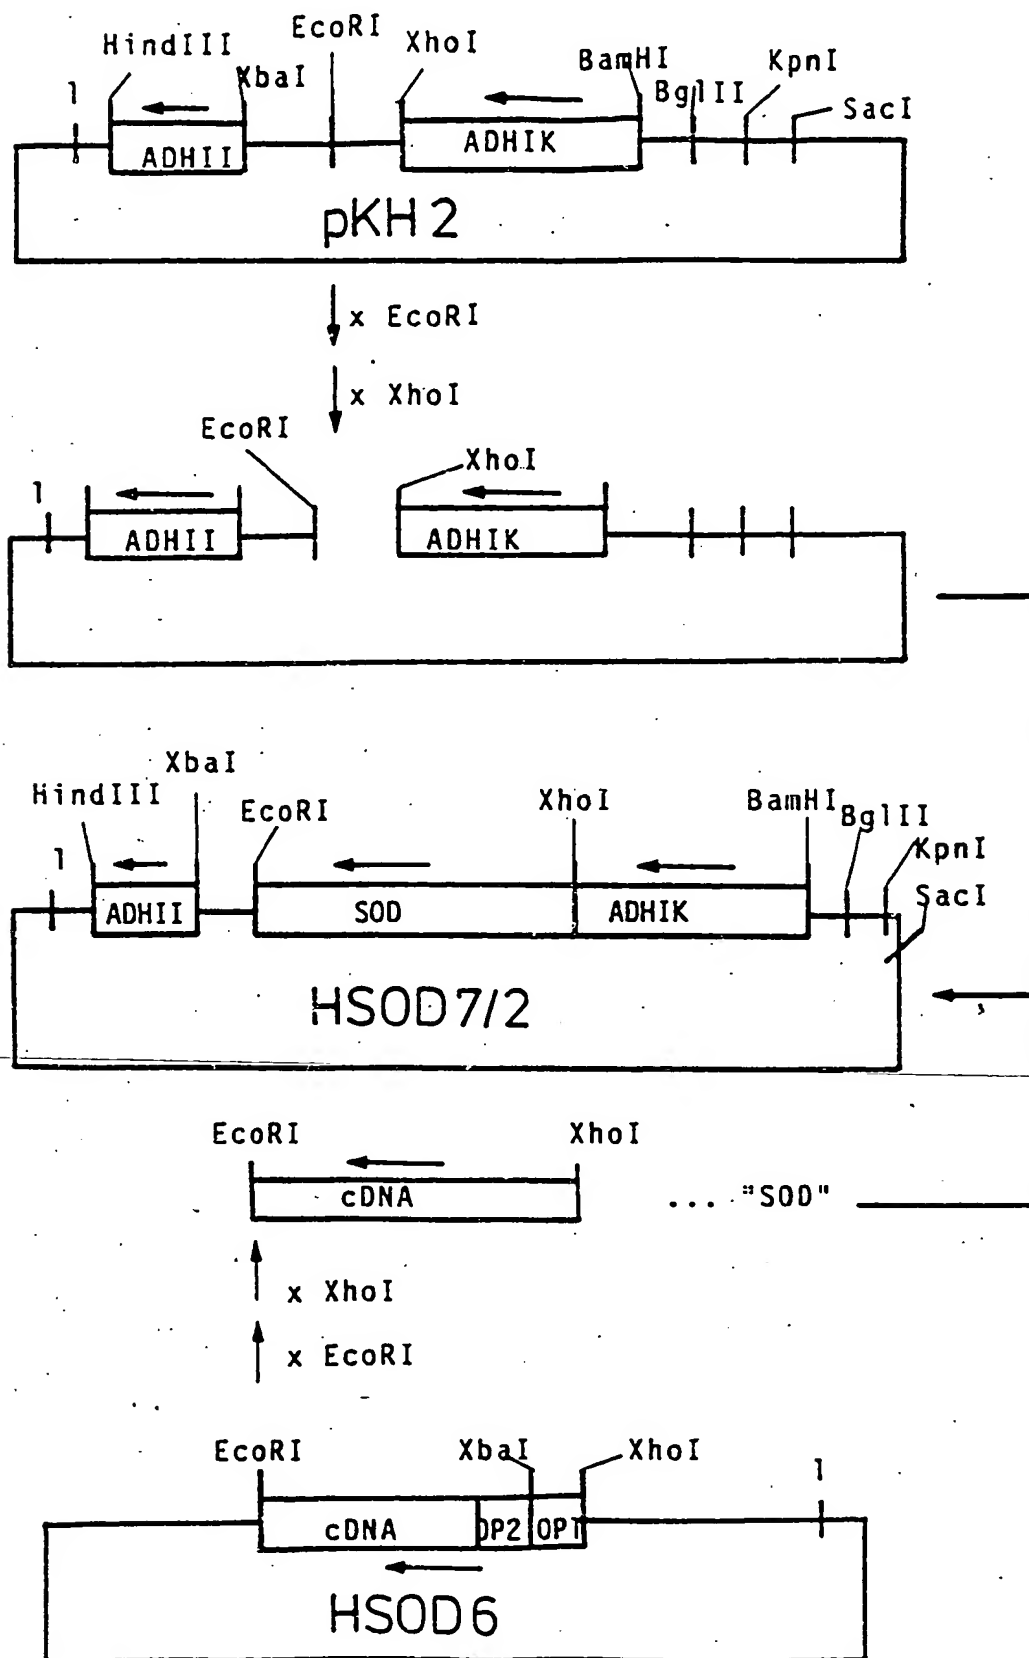 HindIII EcoRI XhoI BamHI KpnI
1 XbaI BglII SacI
ADHII ADHIK
pKH2
x EcoRI
x XhoI
EcoRI XhoI
1
ADHII ADHIK
HindIII XbaI EcoRI XhoI BamHI BglII
1 KpnI
SacI
ADHII SOD ADHIK
HSOD7/2
EcoRI XhoI
cDNA ... "SOD"
x XhoI
x EcoRI
EcoRI XbaI XhoI
1
cDNA OP2 OP1
HSOD6